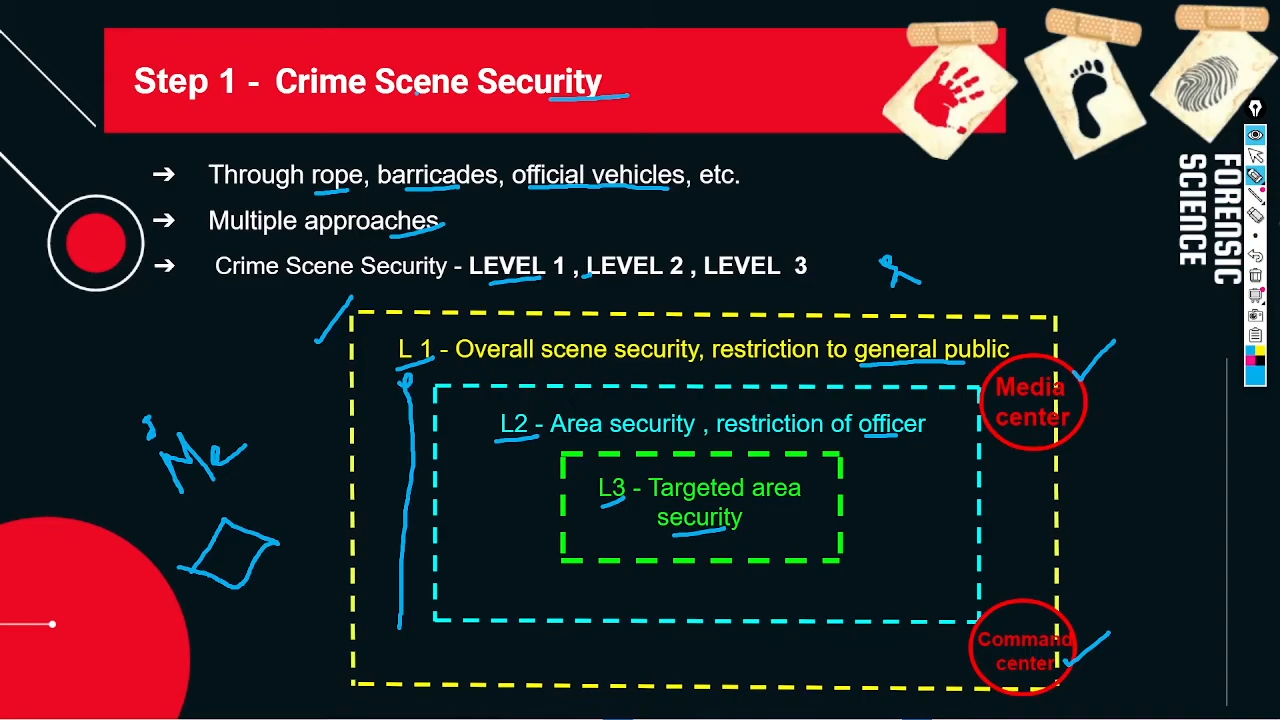 Step 1 - Crime Scene Security
➔ Through rope, barricades, official vehicles, etc.
➔ Multiple approaches
➔ Crime Scene Security - LEVEL 1 , LEVEL 2 , LEVEL 3
L 1 - Overall scene security, restriction to general public
Media
center
L2 - Area security , restriction of officer
L3 - Targeted area
security
Command
center
FORENSIC
SCIENCE